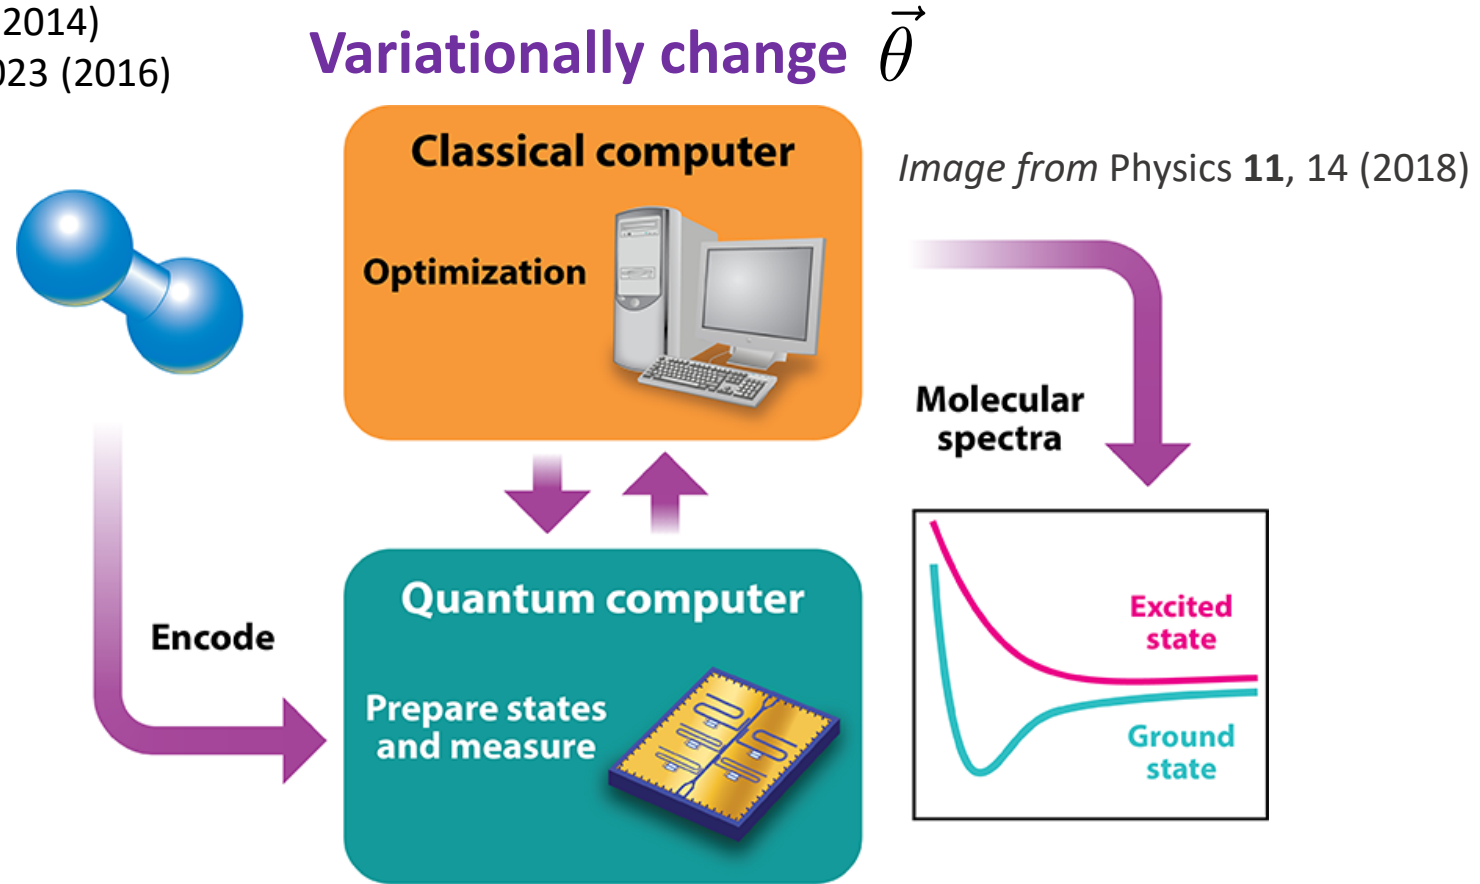 2014)
023 (2016)
Variationally change θ⃗
Classical computer
Optimization
Image from Physics 11, 14 (2018)
Molecular
spectra
Encode
Quantum computer
Prepare states
and measure
Excited
state
Ground
state